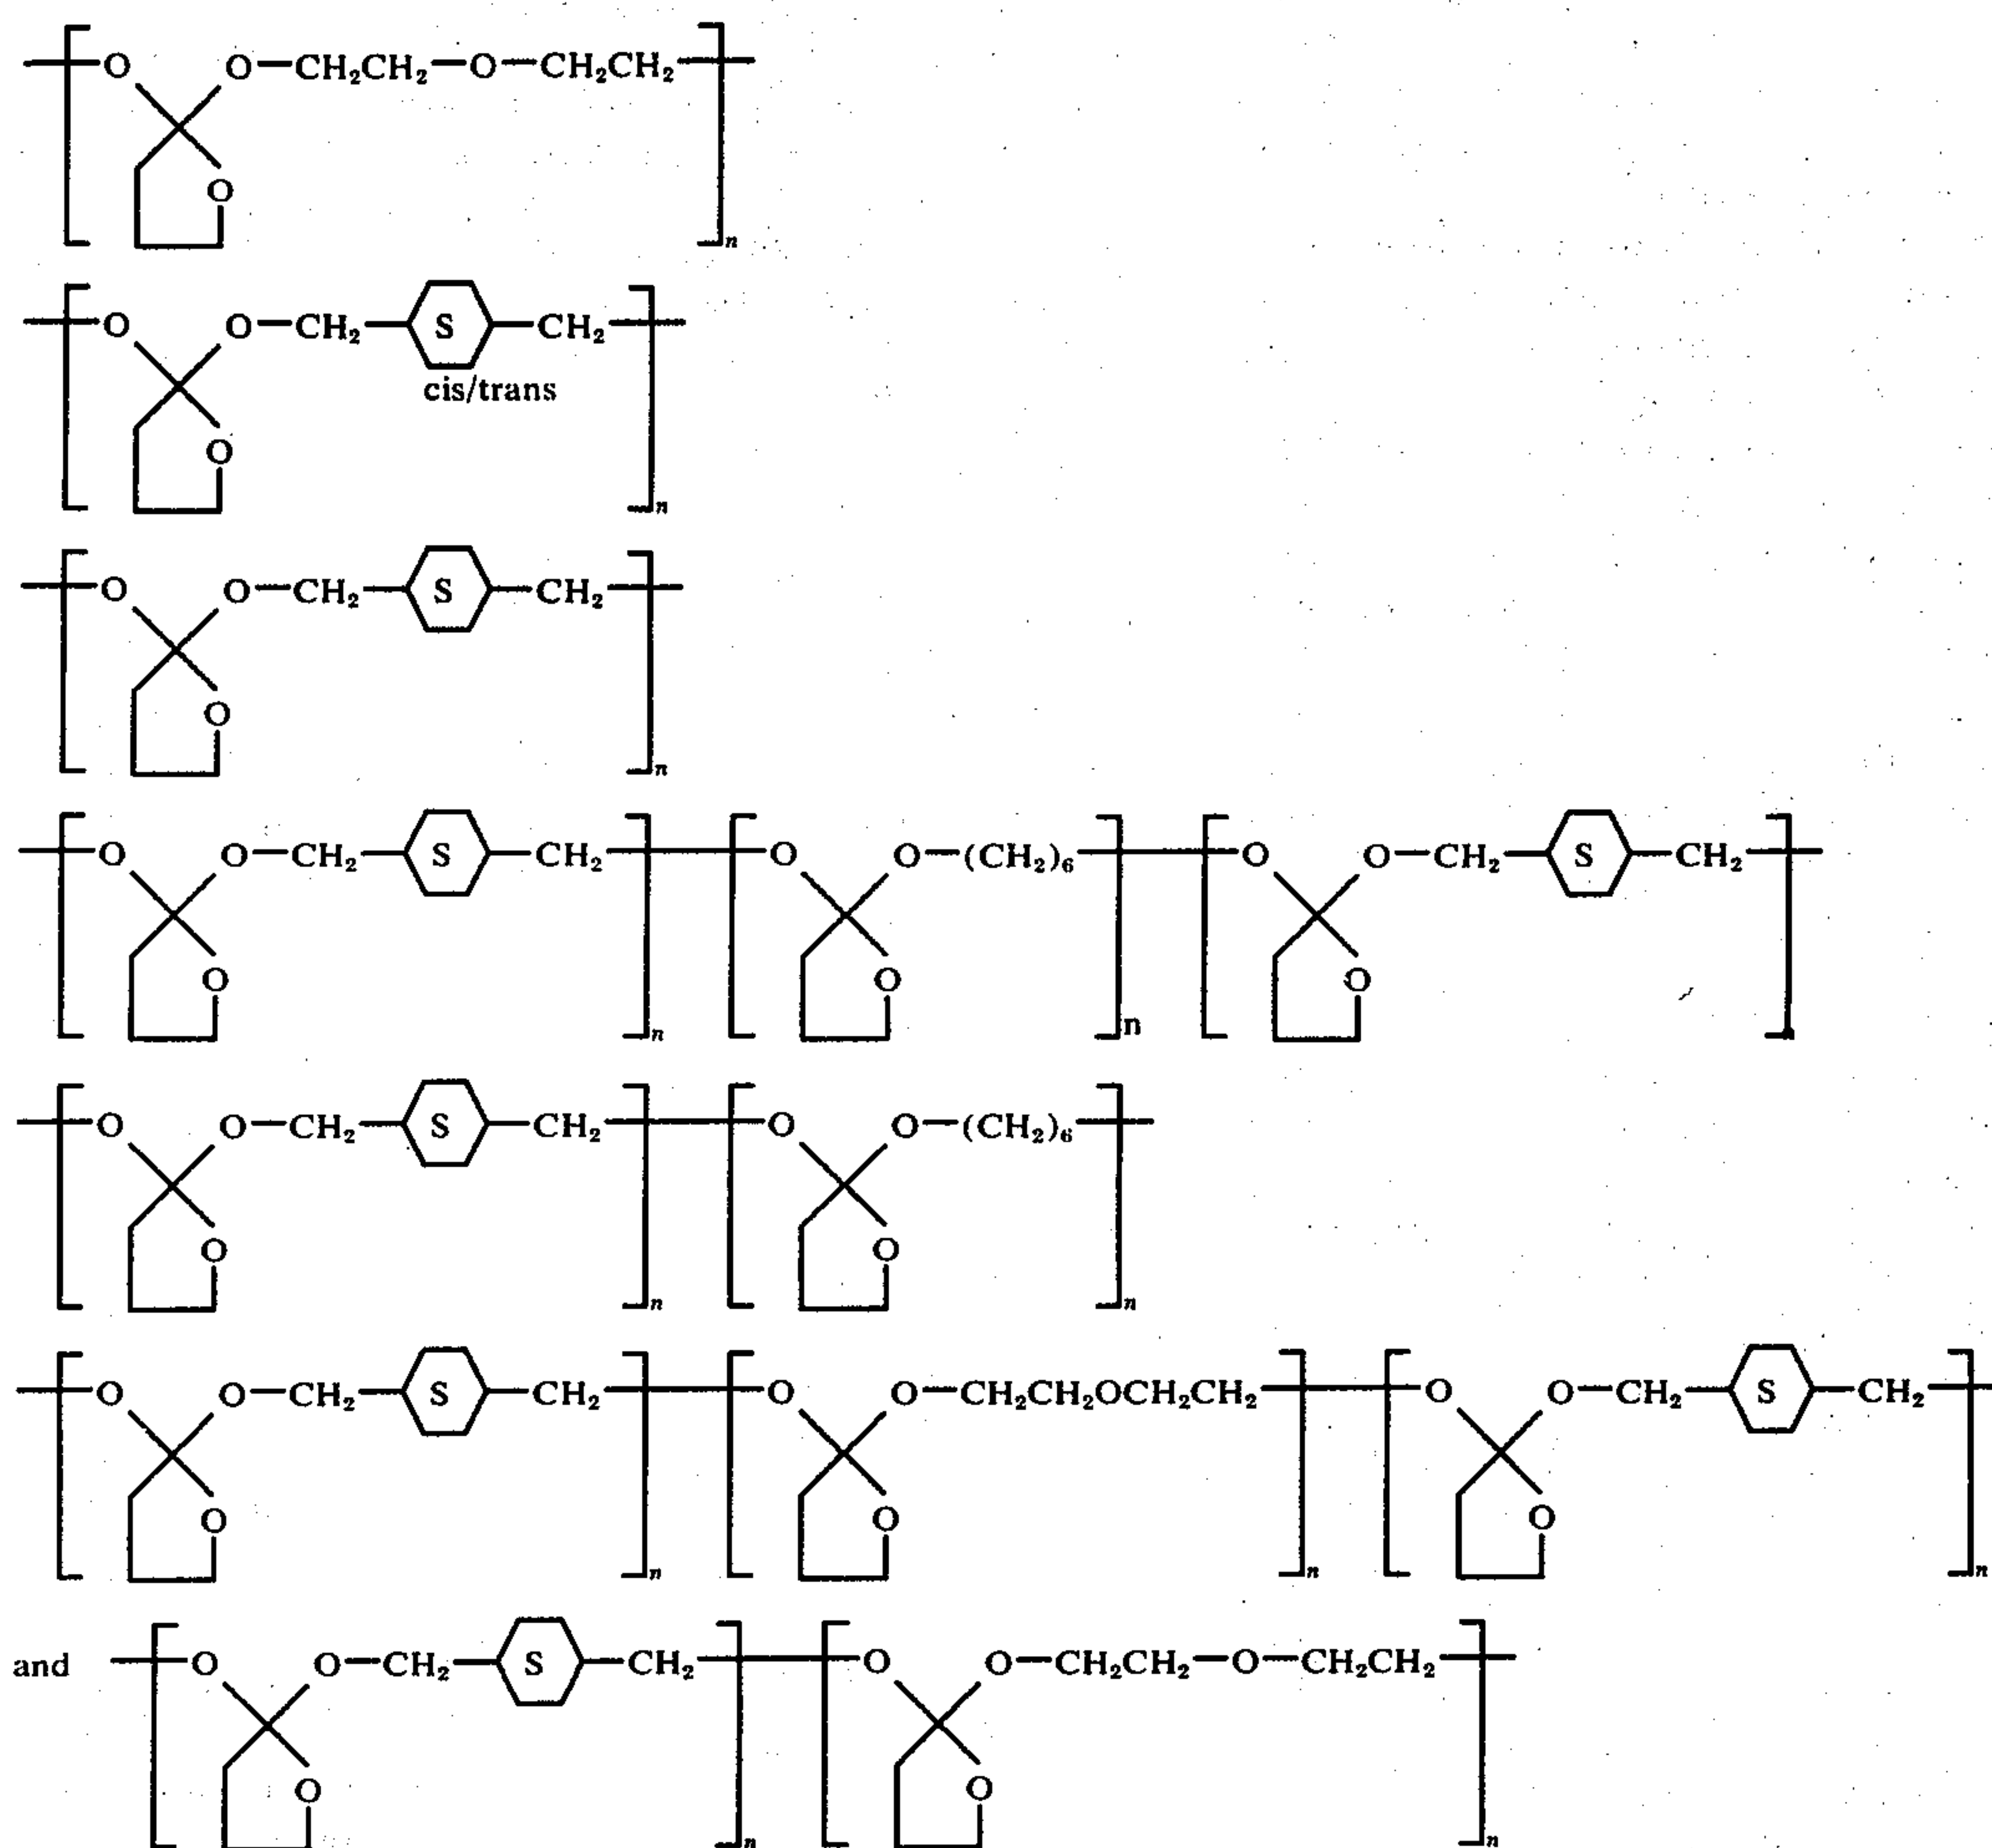 O O—CH₂CH₂—O—CH₂CH₂
O
n
O O—CH₂ S CH₂
cis/trans
O
n
O O—CH₂ S CH₂
O
n
O O—CH₂ S CH₂ O O—(CH₂)₆ O O—CH₂ S CH₂
O O O
n n n
O O—CH₂ S CH₂ O O—(CH₂)₆
O O
n n
O O—CH₂ S CH₂ O O—CH₂CH₂OCH₂CH₂ O O—CH₂ S CH₂
O O O
n n n
and O O—CH₂ S CH₂ O O—CH₂CH₂—O—CH₂CH₂
O O
n n